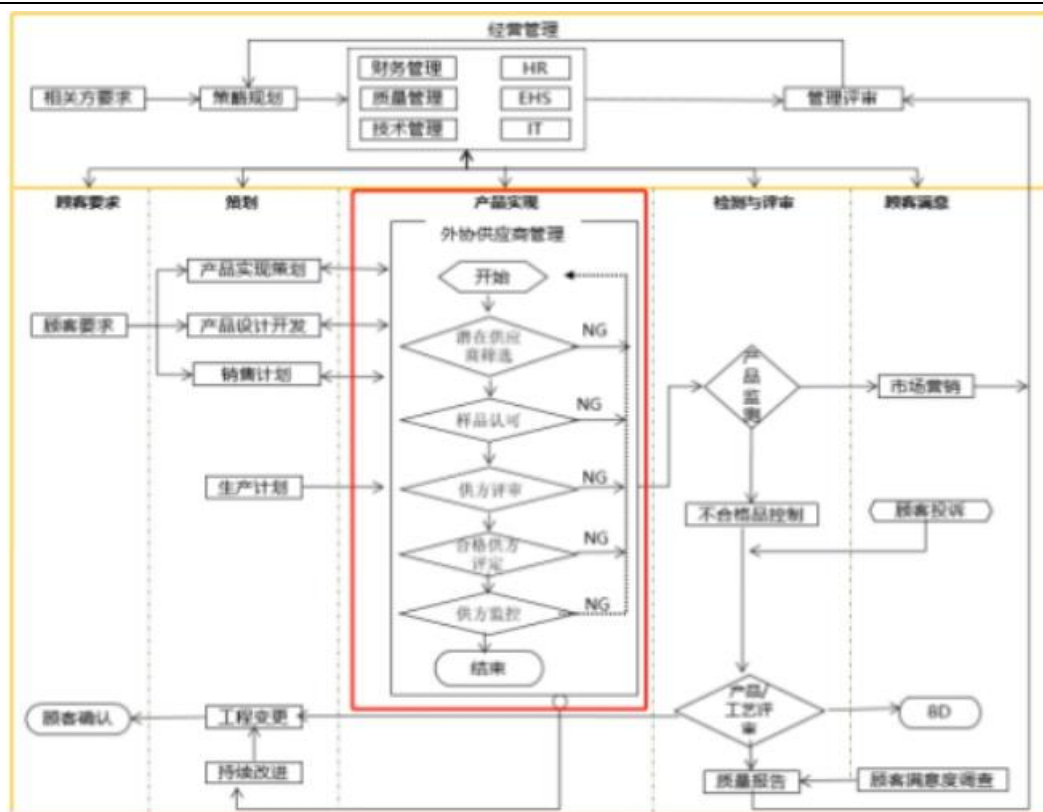 经营管理
财务管理 HR
相关方要求 策略规划 质量管理 EHS 管理评审
技术管理 IT
顾客要求 策划 产品实现 检测与评审 顾客满意
外协供应商管理
产品实现策划 开始
顾客要求 产品设计开发 潜在供应 NG
商筛选
销售计划
产
品
监
测
市场营销
样品认可 NG
生产计划 供方评审 NG
不合格品控制 顾客投诉
合格供方 NG
评定
供方监控 NG
结束
产品/
工艺评
审
顾客确认 工程变更 8D
持续改进 质量报告 顾客满意度调查